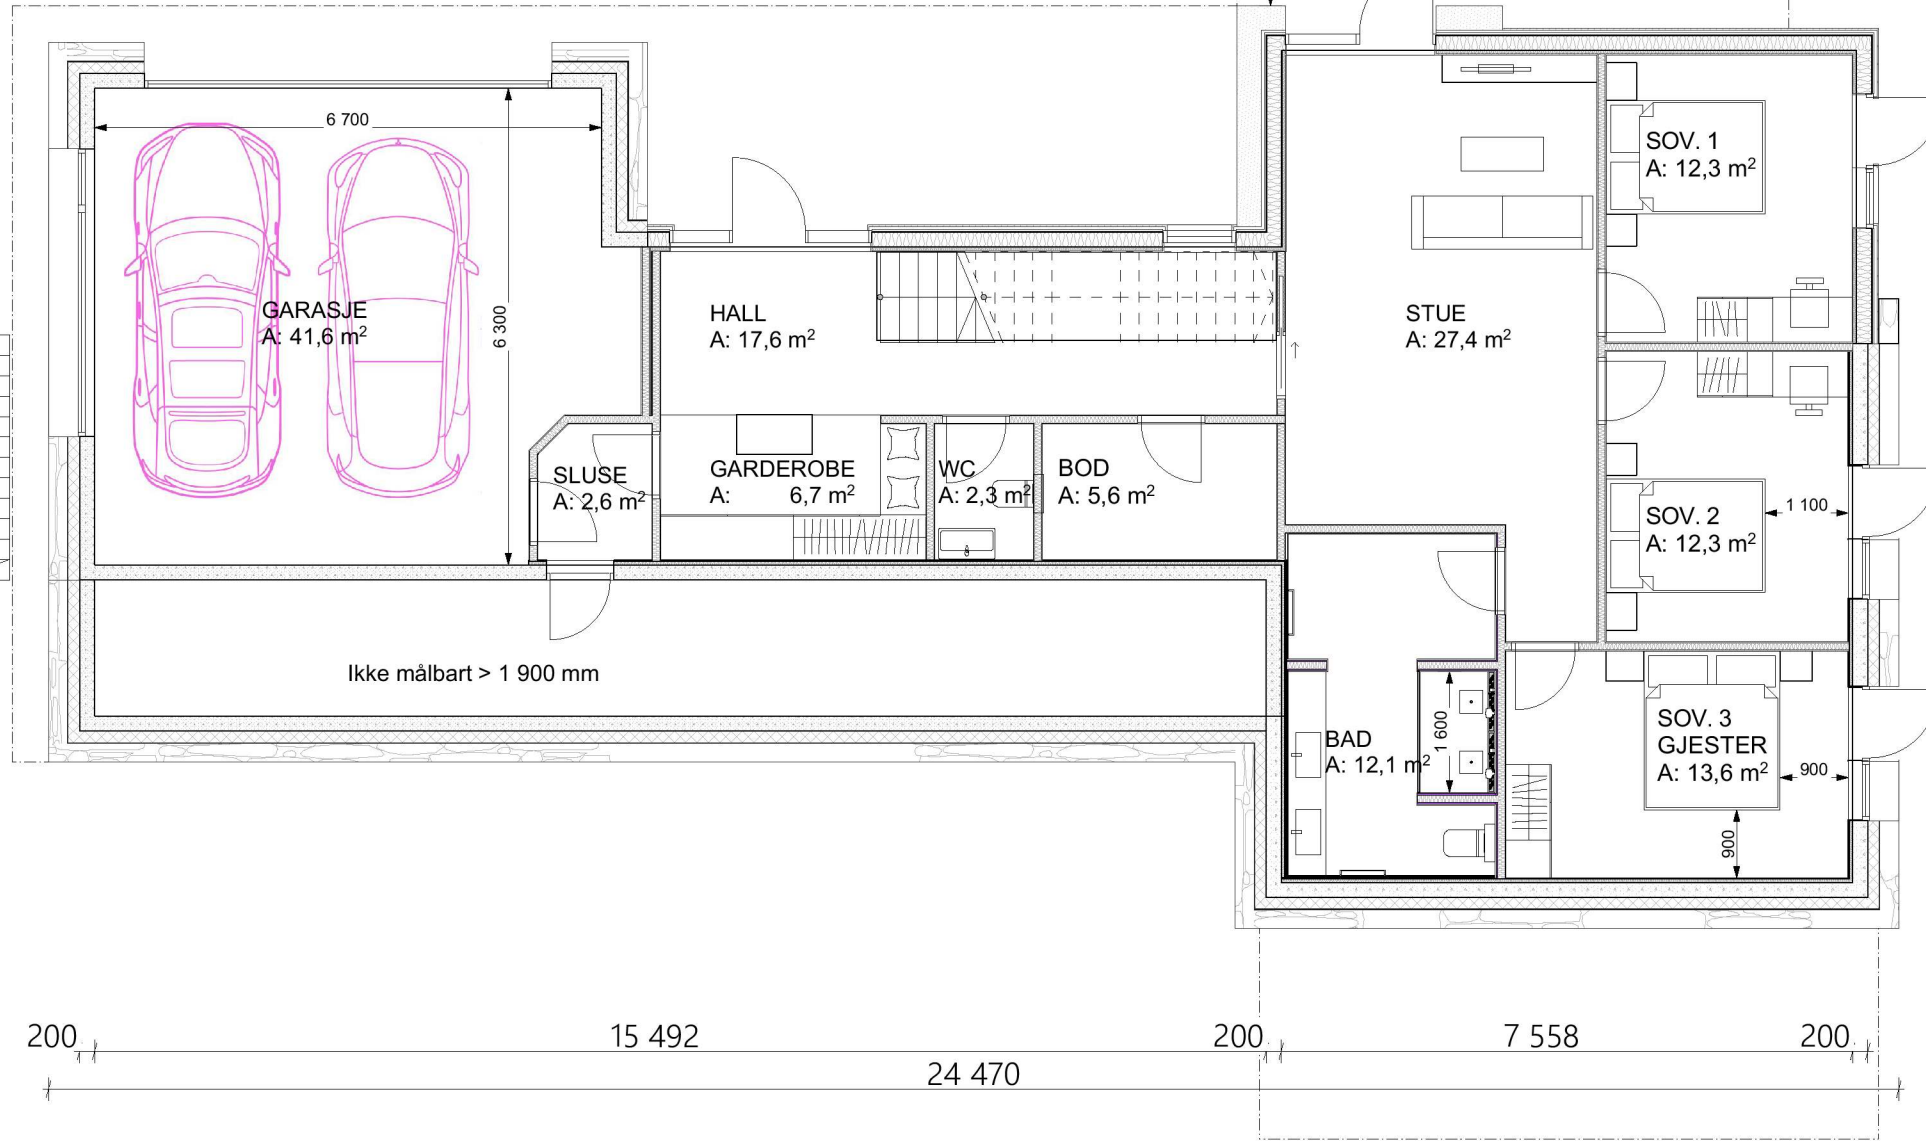 6 700
SOV. 1
A: 12,3 m²
GARASJE
A: 41,6 m²
6 300
HALL
A: 17,6 m²
STUE
A: 27,4 m²
SLUSE
A: 2,6 m²
GARDEROBE
A: 6,7 m²
WC
A: 2,3 m²
BOD
A: 5,6 m²
SOV. 2
A: 12,3 m²
1 100
Ikke målbart > 1 900 mm
BAD
A: 12,1 m²
1 600
SOV. 3
GJESTER
A: 13,6 m²
900
900
200 15 492 200 7 558 200
24 470